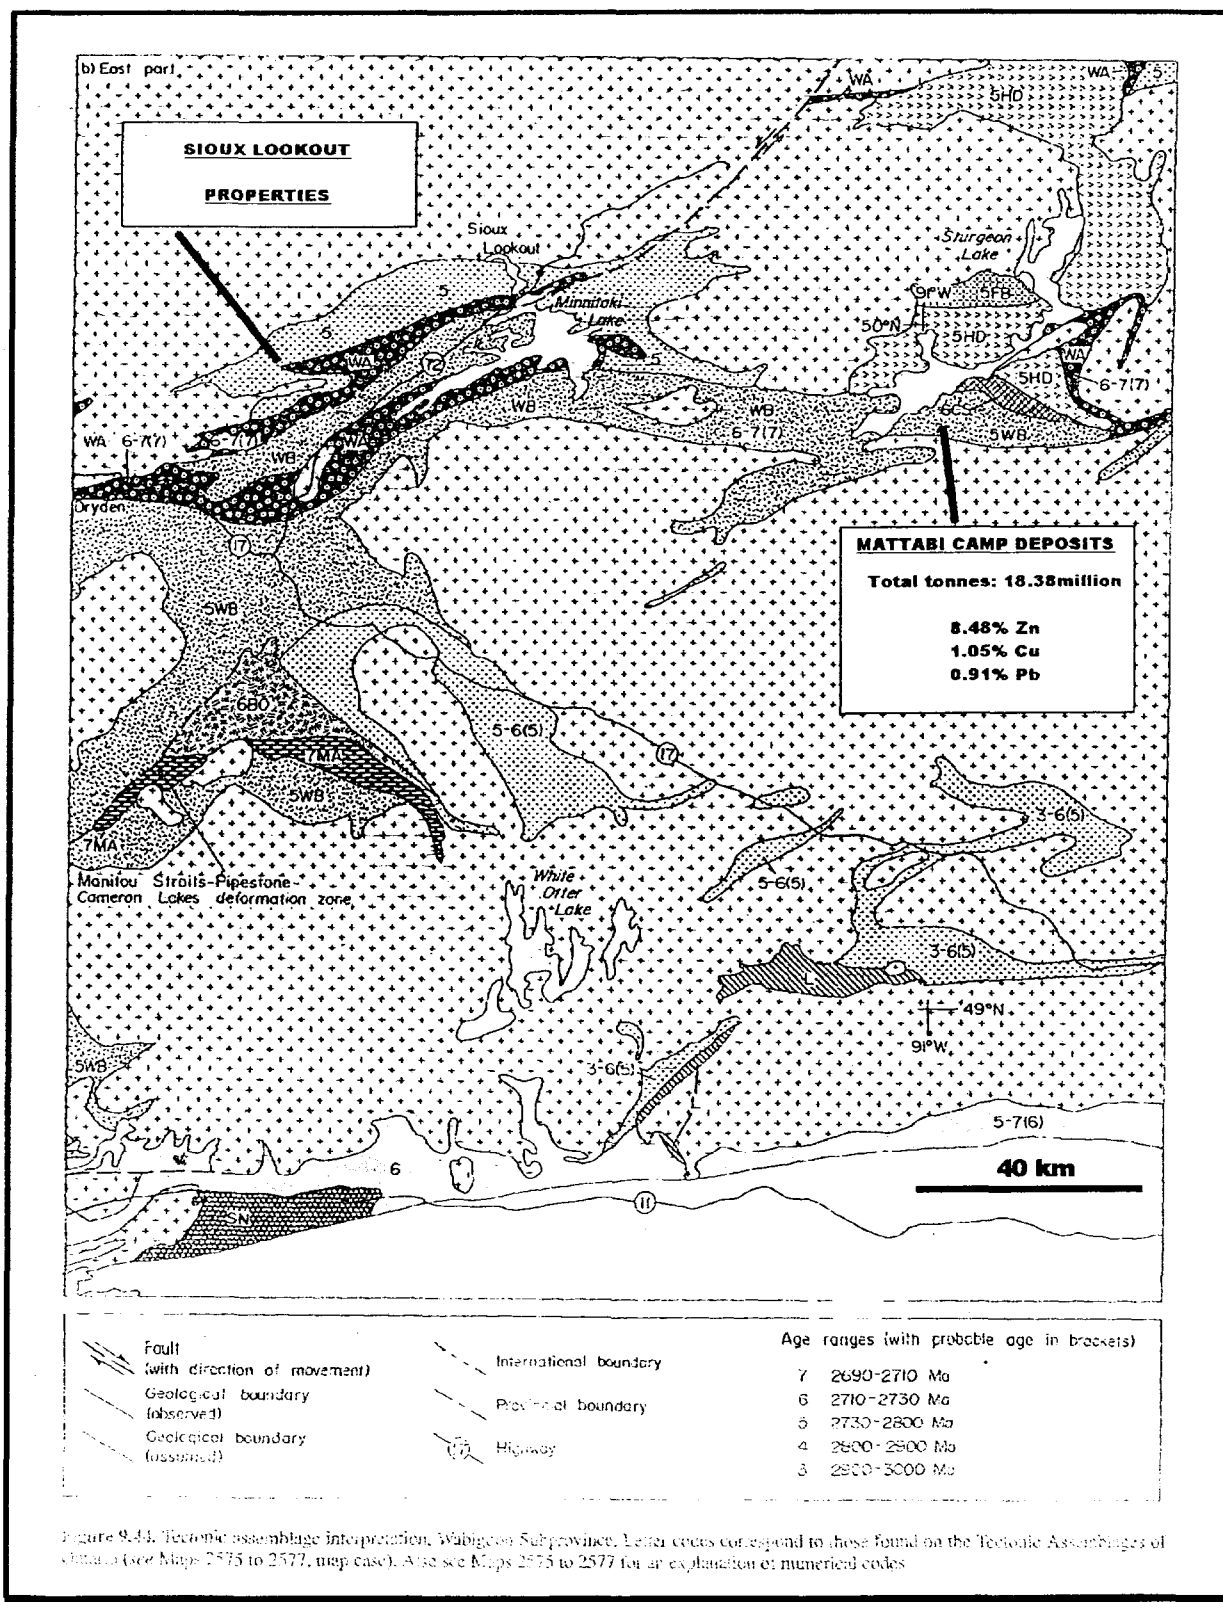 b) East part
WA
WA
5
5HD
SIOUX LOOKOUT
PROPERTIES
Sioux
Lookout
Sturgeon
Lake
5
Minnitaki
Lake
91°W
5FB
50°N
5
WA
72
5
5HD
WA
5HD
6-7(7)
WB
WB
6-7(7)
5WB
WA 6-7(7)
6-7(7)
WA
WB
Dryden
17
MATTABI CAMP DEPOSITS
Total tonnes: 18.38million
8.48% Zn
1.05% Cu
0.91% Pb
5WB
6BO
5-6(5)
7MA
17
5WB
3-6(5)
7MA
Manitou Straits-Pipestone-
Cameron Lakes deformation zone
5-6(5)
White
Otter
Lake
3-6(5)
L
49°N
91°W
5WB
3-6(5)
L
5-7(6)
6
40 km
SN
11
Fault
(with direction of movement)
Geological boundary
(observed)
Geological boundary
(assumed)
International boundary
Provincial boundary
17 Highway
Age ranges (with probable age in brackets)
7 2690-2710 Ma
6 2710-2730 Ma
5 2730-2800 Ma
4 2800-2900 Ma
3 2900-3000 Ma
Figure 9.44. Tectonic assemblage interpretation, Wabigoon Subprovince. Letter codes correspond to those found on the Tectonic Assemblages of
Ontario (see Maps 2575 to 2577, map case). Also see Maps 2575 to 2577 for an explanation of numerical codes